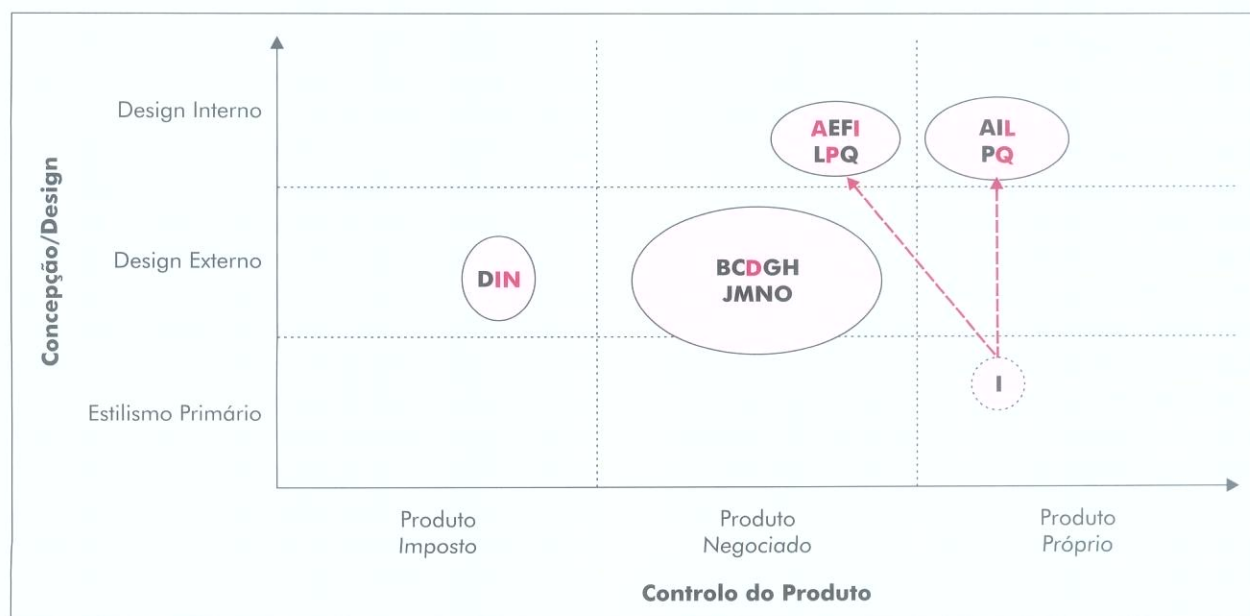 Concepção/Design
Design Interno
Design Externo
Estilismo Primário
AEFI
LPQ
AIL
PQ
DIN
BCDGH
JMNO
I
Produto
Imposto
Produto
Negociado
Produto
Próprio
Controlo do Produto